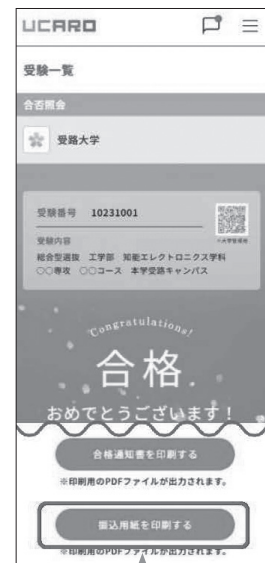 UCARO
受験一覧
合否照会
受路大学
受験番号 10231001
受験内容
総合型選抜 工学部 知能エレクトロニクス学科
○○専攻 ○○コース 本学受路キャンパス
Congratulations!
合格
おめでとうございます！
合格通知書を印刷する
※印刷用のPDFファイルが出力されます。
振込用紙を印刷する
※印刷用のPDFファイルが出力されます。